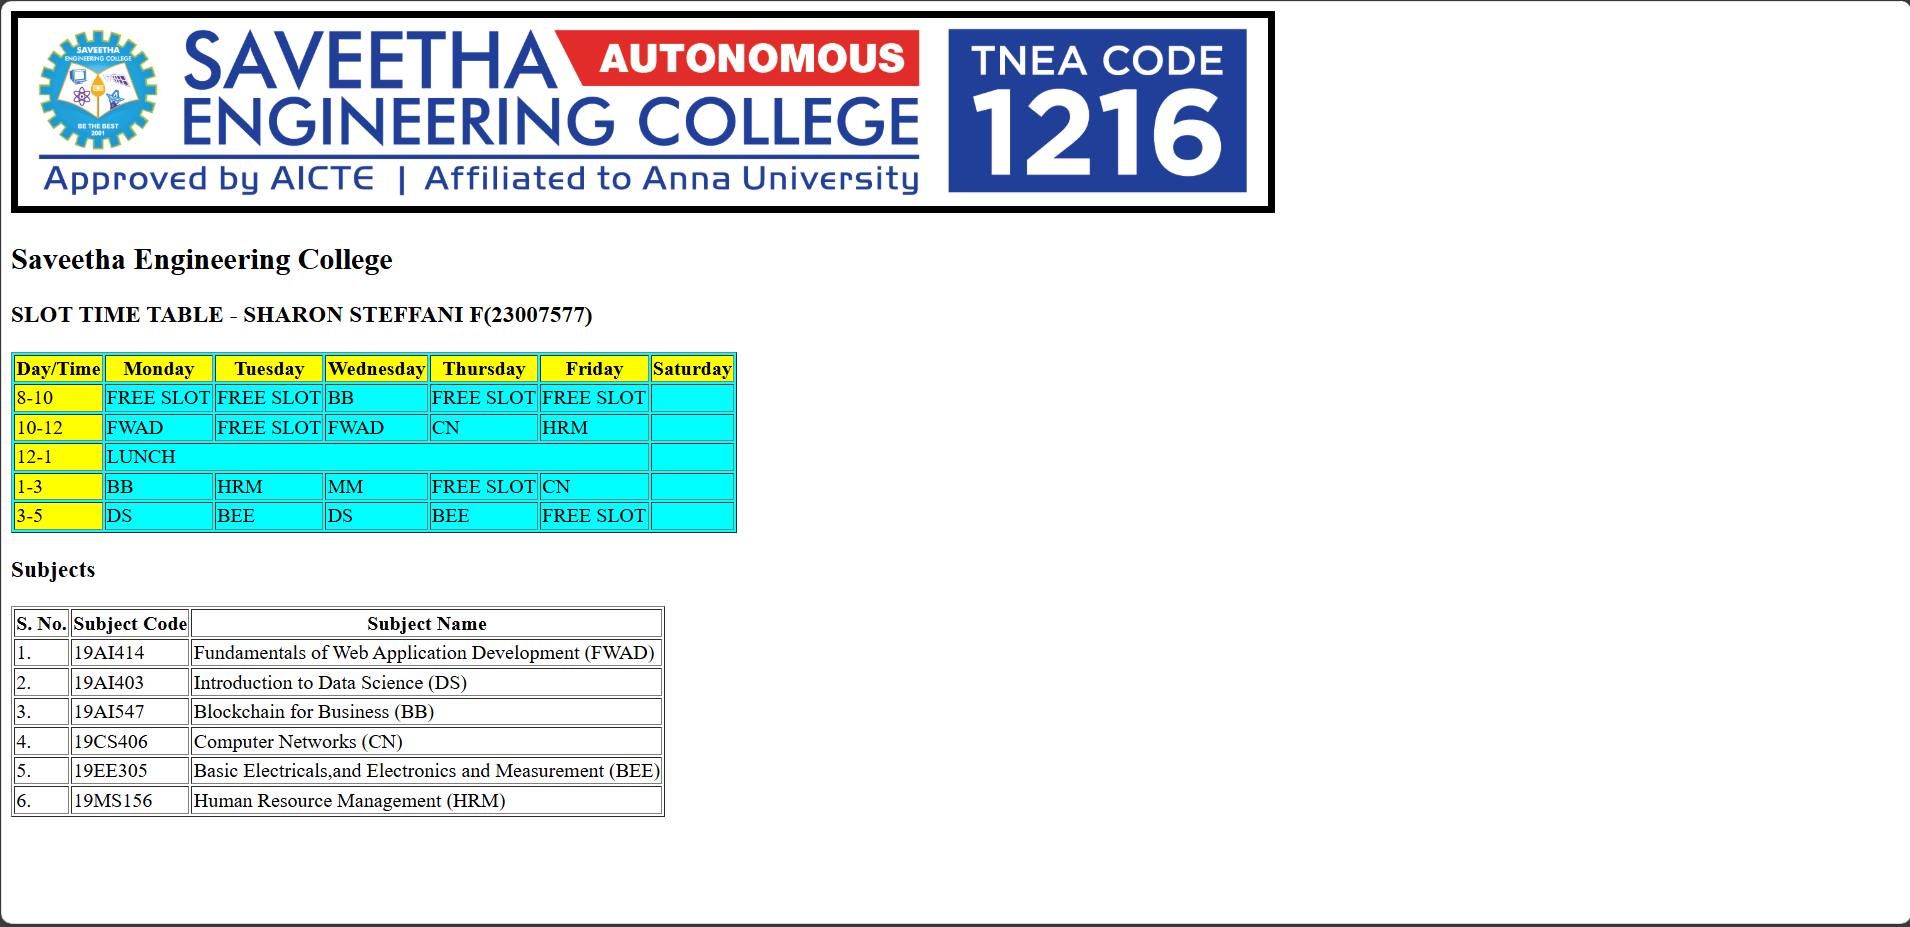 SAVEETHA
ENGINEERING COLLEGE
BE THE BEST
2001
SAVEETHA AUTONOMOUS
ENGINEERING COLLEGE
Approved by AICTE | Affiliated to Anna University
TNEA CODE
1216
Saveetha Engineering College
SLOT TIME TABLE - SHARON STEFFANI F(23007577)
Day/Time Monday Tuesday Wednesday Thursday Friday Saturday
8-10 FREE SLOT FREE SLOT BB FREE SLOT FREE SLOT
10-12 FWAD FREE SLOT FWAD CN HRM
12-1 LUNCH
1-3 BB HRM MM FREE SLOT CN
3-5 DS BEE DS BEE FREE SLOT
Subjects
S. No. Subject Code Subject Name
1. 19AI414 Fundamentals of Web Application Development (FWAD)
2. 19AI403 Introduction to Data Science (DS)
3. 19AI547 Blockchain for Business (BB)
4. 19CS406 Computer Networks (CN)
5. 19EE305 Basic Electricals,and Electronics and Measurement (BEE)
6. 19MS156 Human Resource Management (HRM)